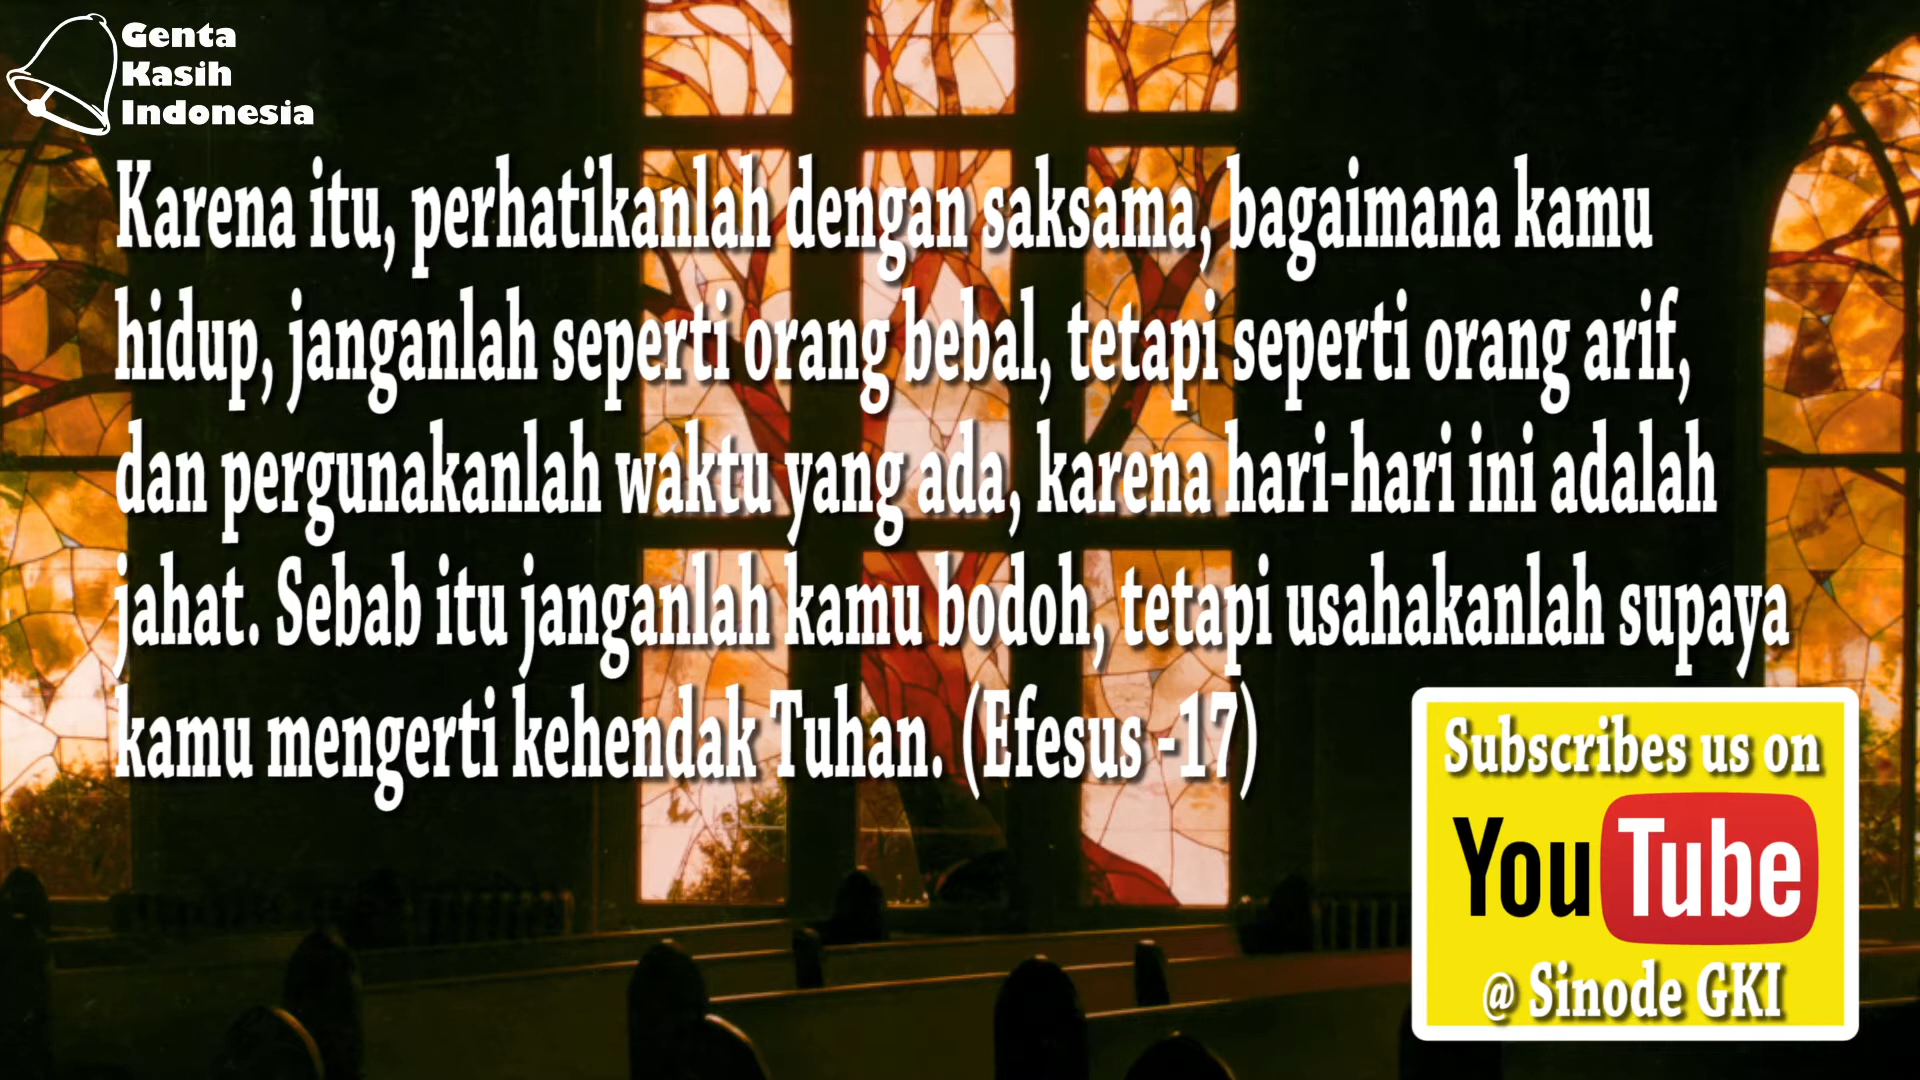 Genta
Kasih
Indonesia
Karena itu, perhatikanlah dengan saksama, bagaimana kamu
hidup, janganlah seperti orang bebal, tetapi seperti orang arif,
dan pergunakanlah waktu yang ada, karena hari-hari ini adalah
jahat. Sebab itu janganlah kamu bodoh, tetapi usahakanlah supaya
kamu mengerti kehendak Tuhan. (Efesus -17)
Subscribes us on
YouTube
@ Sinode GKI